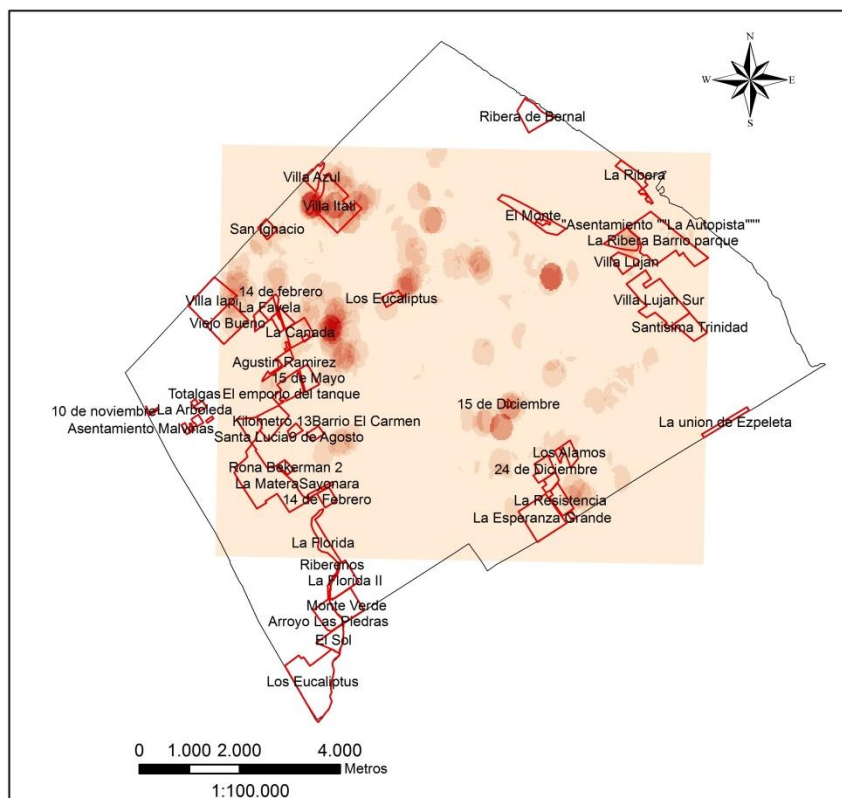 N
W E
S
Ribera de Bernal
Villa Azul
La Ribera
Villa Itati
El Monte
"Asentamiento ""La Autopista"""
San Ignacio
La Ribera Barrio parque
Villa Lujan
14 de febrero
Villa Iapi
Los Eucaliptus
Villa Lujan Sur
La Favela
Viejo Bueno
La Canada
Santisima Trinidad
Agustin Ramirez
15 de Mayo
Totalgas
El emporio del tanque
10 de noviembre
La Arboleda
15 de Diciembre
Kilometro 13
Barrio El Carmen
La union de Ezpeleta
Asentamiento Malvinas
Santa Lucia
9 de Agosto
Los Alamos
Rona Bekerman 2
24 de Diciembre
La Matera
Sayonara
14 de Febrero
La Resistencia
La Esperanza Grande
La Florida
Riberenos
La Florida II
Monte Verde
Arroyo Las Piedras
El Sol
Los Eucaliptus
0 1.000 2.000 4.000
Metros
1:100.000